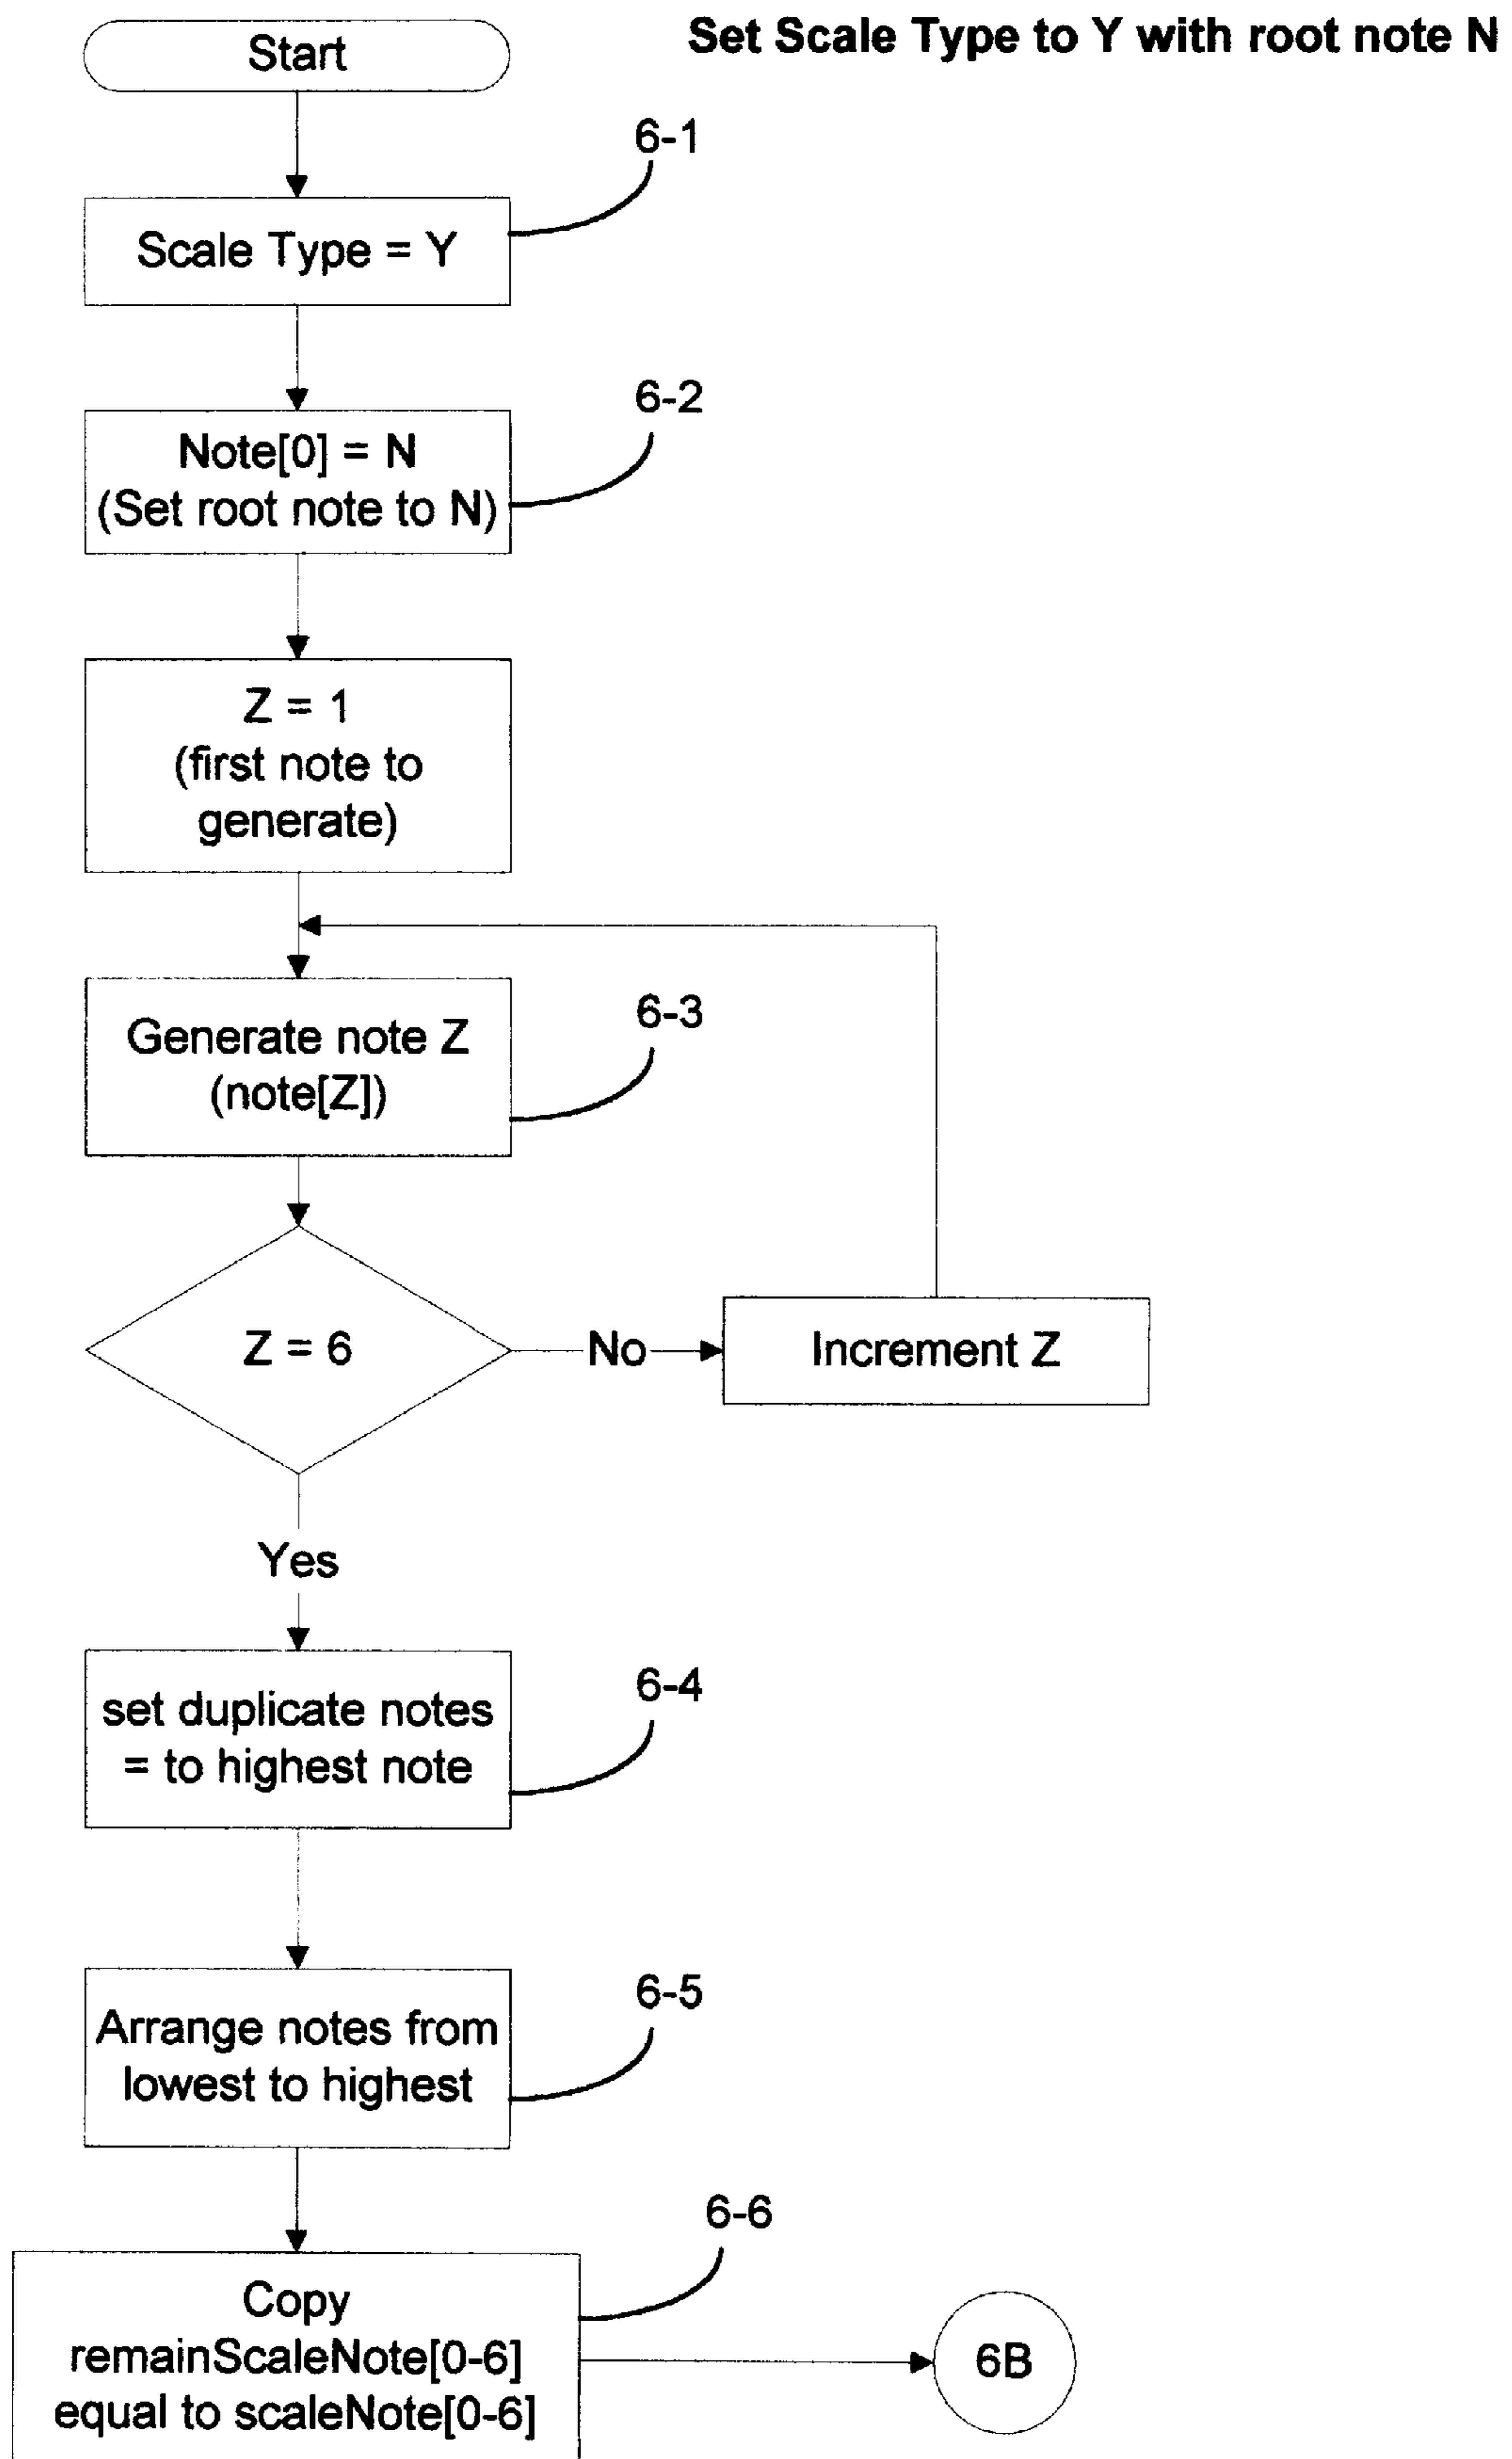 Set Scale Type to Y with root note N
Start
6-1
Scale Type = Y
6-2
Note[0] = N
(Set root note to N)
Z = 1
(first note to
generate)
6-3
Generate note Z
(note[Z])
Z = 6
No
Increment Z
Yes
6-4
set duplicate notes
= to highest note
6-5
Arrange notes from
lowest to highest
6-6
Copy
remainScaleNote[0-6]
equal to scaleNote[0-6]
6B